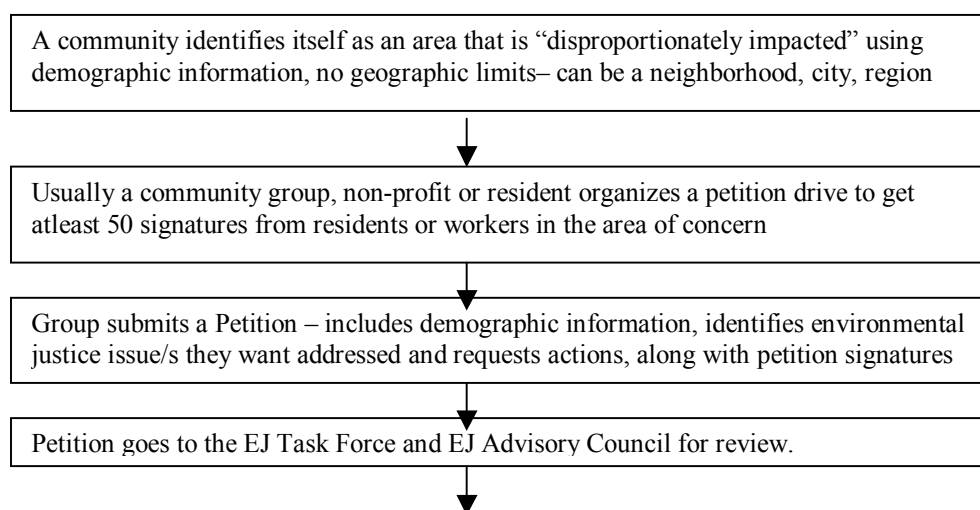 A community identifies itself as an area that is “disproportionately impacted” using
demographic information, no geographic limits– can be a neighborhood, city, region
Usually a community group, non-profit or resident organizes a petition drive to get
atleast 50 signatures from residents or workers in the area of concern
Group submits a Petition – includes demographic information, identifies environmental
justice issue/s they want addressed and requests actions, along with petition signatures
Petition goes to the EJ Task Force and EJ Advisory Council for review.